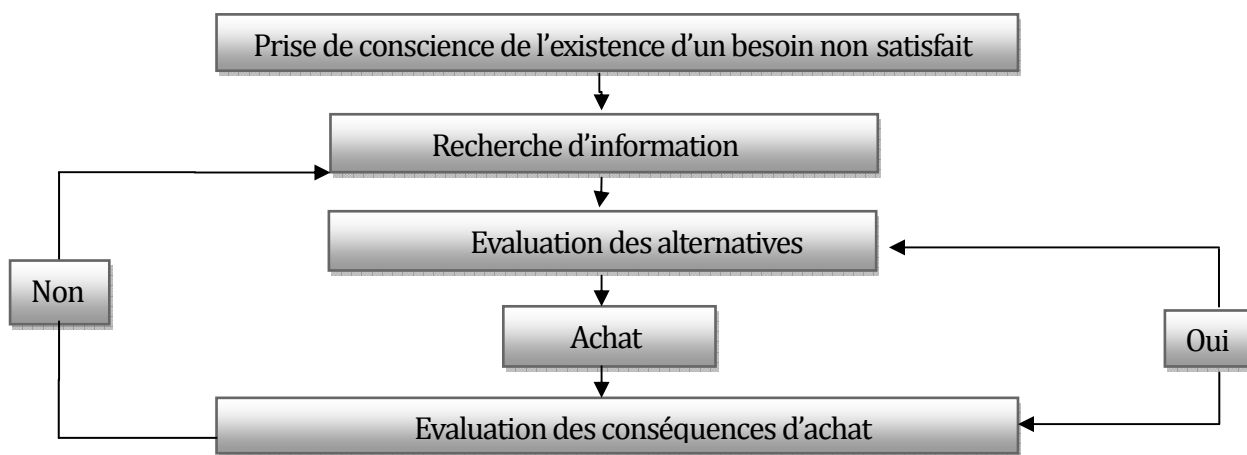 Prise de conscience de l’existence d’un besoin non satisfait
Recherche d’information
Evaluation des alternatives
Non
Achat
Oui
Evaluation des conséquences d’achat